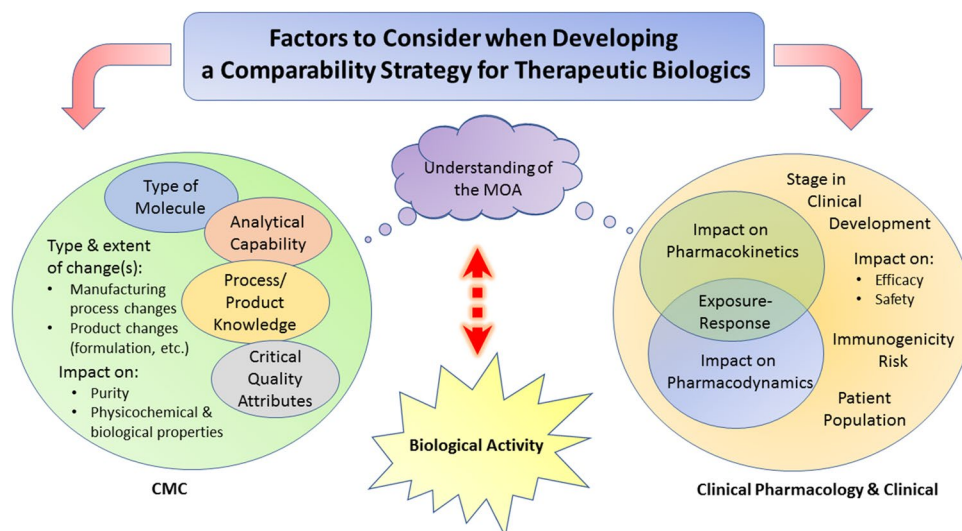 Factors to Consider when Developing
a Comparability Strategy for Therapeutic Biologics
Type of
Molecule
Analytical
Capability
Type & extent
of change(s):
• Manufacturing
process changes
• Product changes
(formulation, etc.)
Process/
Product
Knowledge
Impact on:
• Purity
• Physicochemical &
biological properties
Critical
Quality
Attributes
CMC
Understanding of
the MOA
Biological Activity
Stage in
Clinical
Development
Impact on
Pharmacokinetics
Impact on:
• Efficacy
• Safety
Exposure-
Response
Immunogenicity
Risk
Impact on
Pharmacodynamics
Patient
Population
Clinical Pharmacology & Clinical